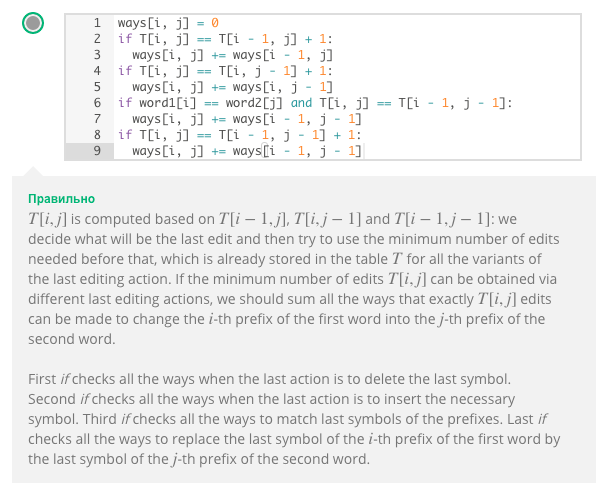 1 ways[i, j] = 0
2 if T[i, j] == T[i - 1, j] + 1:
3 ways[i, j] += ways[i - 1, j]
4 if T[i, j] == T[i, j - 1] + 1:
5 ways[i, j] += ways[i, j - 1]
6 if word1[i] == word2[j] and T[i, j] == T[i - 1, j - 1]:
7 ways[i, j] += ways[i - 1, j - 1]
8 if T[i, j] == T[i - 1, j - 1] + 1:
9 ways[i, j] += ways[i - 1, j - 1]
Правильно
T[i, j] is computed based on T[i − 1, j], T[i, j − 1] and T[i − 1, j − 1]: we
decide what will be the last edit and then try to use the minimum number of edits
needed before that, which is already stored in the table T for all the variants of
the last editing action. If the minimum number of edits T[i, j] can be obtained via
different last editing actions, we should sum all the ways that exactly T[i, j] edits
can be made to change the i-th prefix of the first word into the j-th prefix of the
second word.
First if checks all the ways when the last action is to delete the last symbol.
Second if checks all the ways when the last action is to insert the necessary
symbol. Third if checks all the ways to match last symbols of the prefixes. Last if
checks all the ways to replace the last symbol of the i-th prefix of the first word by
the last symbol of the j-th prefix of the second word.